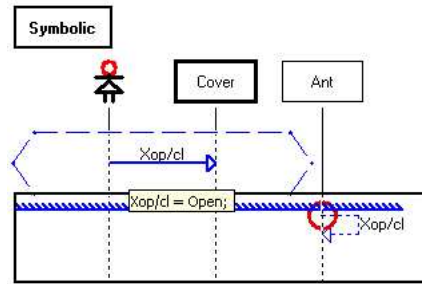 Symbolic
Cover
Ant
Xop/cl
Xop/cl = Open;
Xop/cl